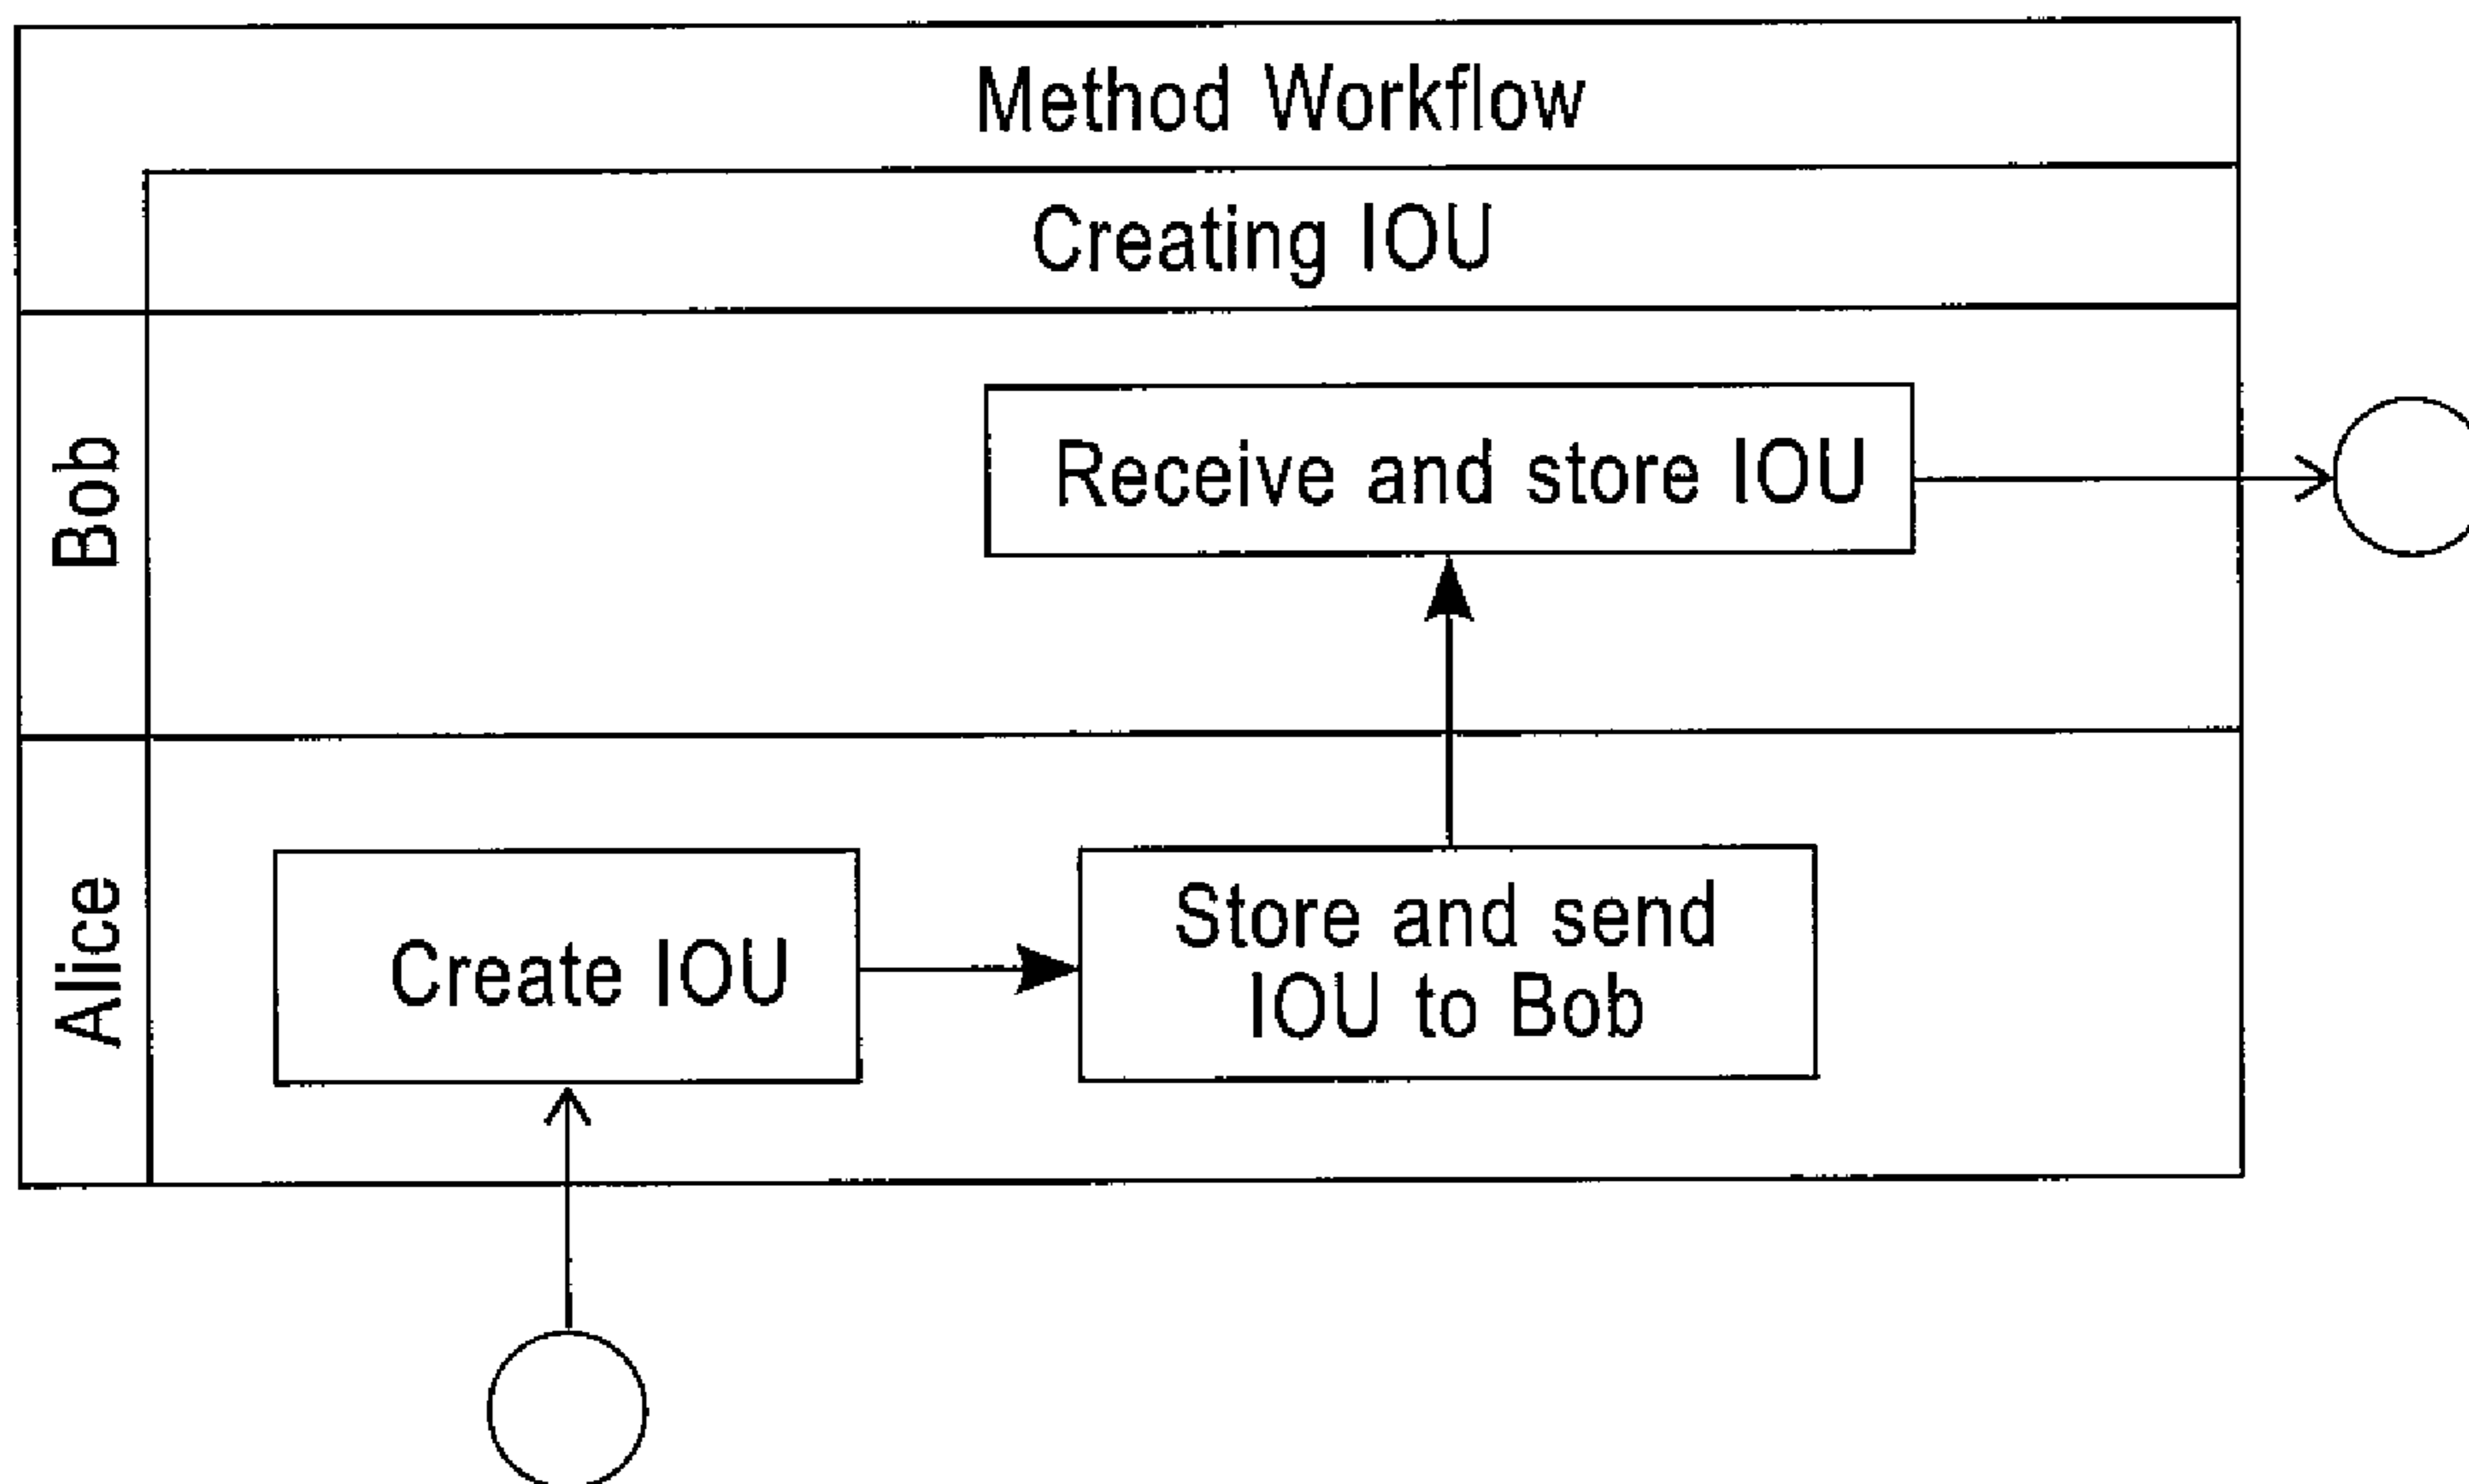 Method Workflow
Creating IOU
Bob
Receive and store IOU
Alice
Create IOU
Store and send
IOU to Bob